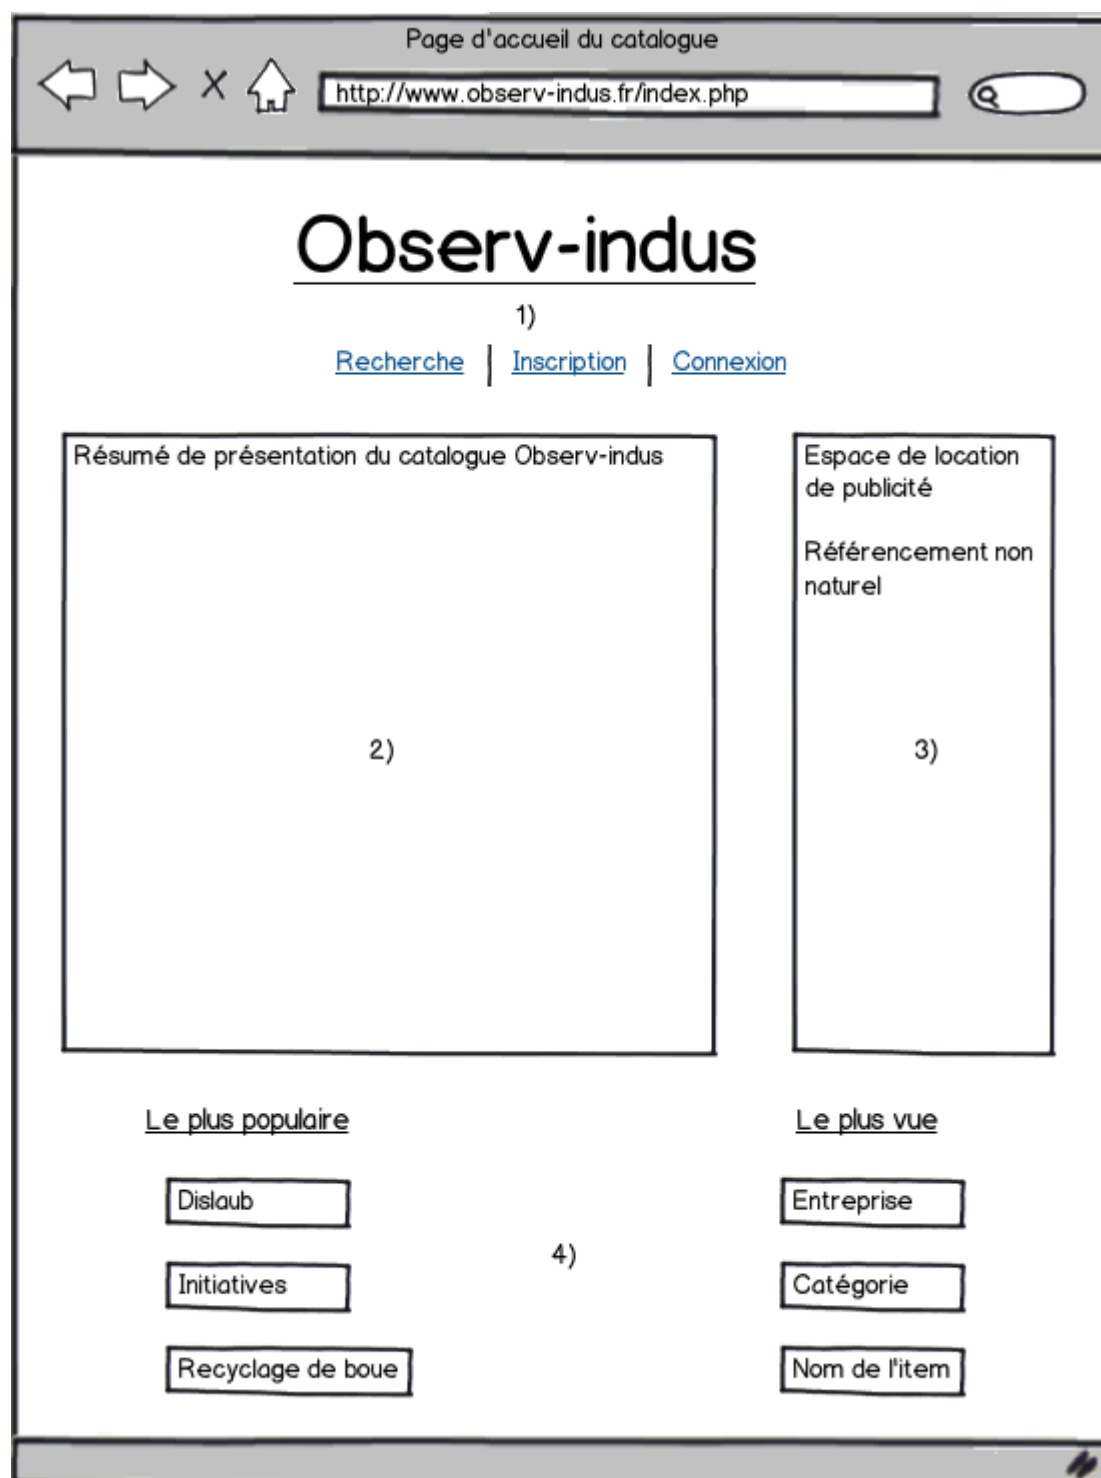 Page d'accueil du catalogue
http://www.observ-indus.fr/index.php
Observ-indus
1)
Recherche | Inscription | Connexion
Résumé de présentation du catalogue Observ-indus
2)
Espace de location
de publicité
Référencement non
naturel
3)
Le plus populaire
Dislaub
Initiatives
Recyclage de boue
4)
Le plus vue
Entreprise
Catégorie
Nom de l'item